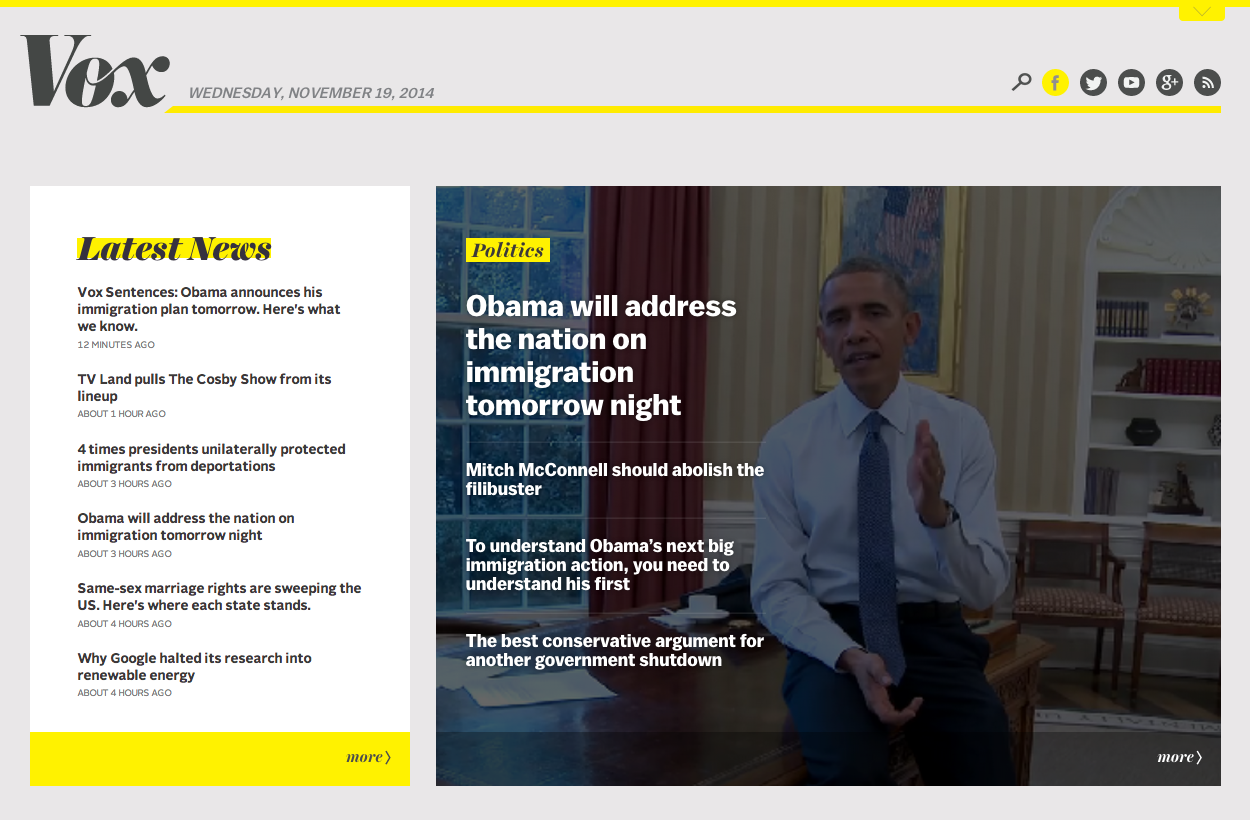 Vox
WEDNESDAY, NOVEMBER 19, 2014
Latest News
Vox Sentences: Obama announces his
immigration plan tomorrow. Here's what
we know.
12 MINUTES AGO
TV Land pulls The Cosby Show from its
lineup
ABOUT 1 HOUR AGO
4 times presidents unilaterally protected
immigrants from deportations
ABOUT 3 HOURS AGO
Obama will address the nation on
immigration tomorrow night
ABOUT 3 HOURS AGO
Same-sex marriage rights are sweeping the
US. Here's where each state stands.
ABOUT 4 HOURS AGO
Why Google halted its research into
renewable energy
ABOUT 4 HOURS AGO
more
Politics
Obama will address
the nation on
immigration
tomorrow night
Mitch McConnell should abolish the
filibuster
To understand Obama’s next big
immigration action, you need to
understand his first
The best conservative argument for
another government shutdown
more